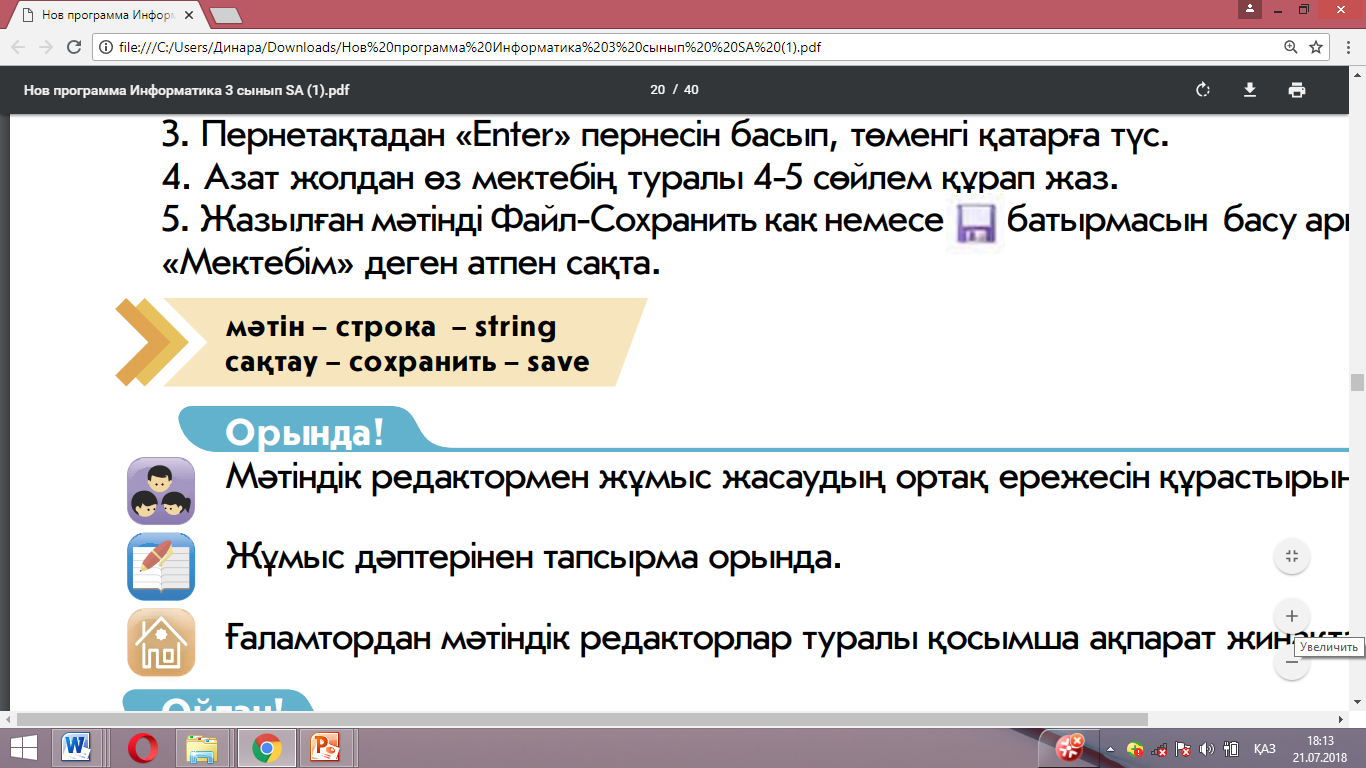 Нов программа Инфор
file:///C:/Users/Динара/Downloads/Нов%20программа%20Информатика%203%20сынып%20%20SA%20(1).pdf
Нов программа Информатика 3 сынып SA (1).pdf
20 / 40
3. Пернетақтадан «Enter» пернесін басып, төменгі қатарға түс.
4. Азат жолдан өз мектебің туралы 4-5 сөйлем құрап жаз.
5. Жазылған мәтінді Файл-Сохранить как немесе батырмасын басу
«Мектебім» деген атпен сақта.
мәтін – строка – string
сақтау – сохранить – save
Орында!
Мәтіндік редактормен жұмыс жасаудың ортақ ережесін құрастырың
Жұмыс дәптерінен тапсырма орында.
Ғаламтордан мәтіндік редакторлар туралы қосымша ақпарат
Увеличить
ҚАЗ
18:13
21.07.2018